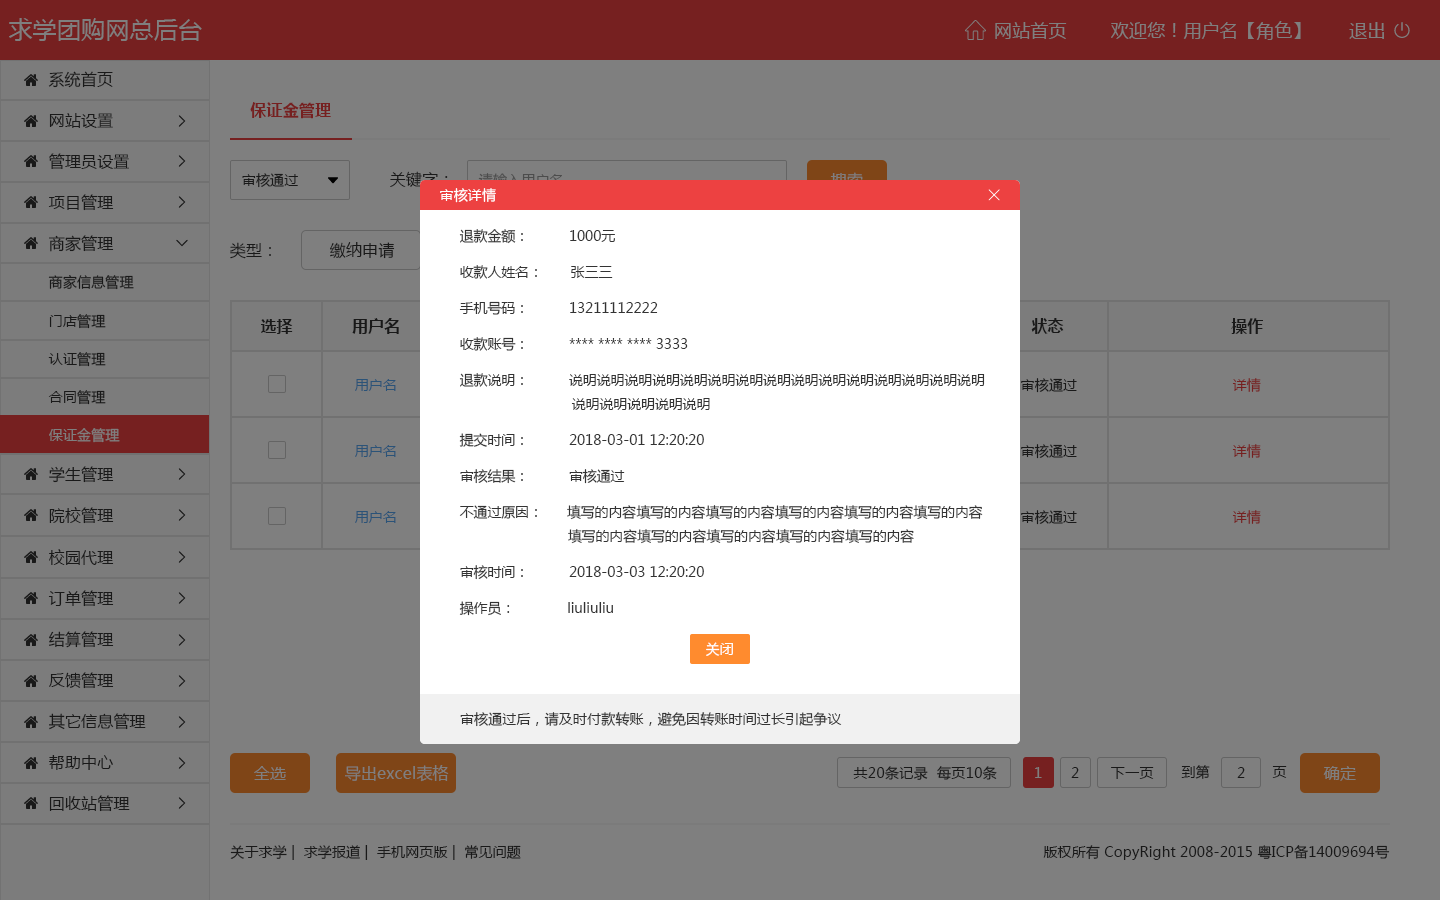 求学团购网总后台
网站首页
欢迎您！用户名【角色】
退出
系统首页
网站设置
管理员设置
项目管理
商家管理
商家信息管理
门店管理
认证管理
合同管理
保证金管理
学生管理
院校管理
校园代理
订单管理
结算管理
反馈管理
其它信息管理
帮助中心
回收站管理
保证金管理
审核通过
关键字：
请输入用户名
搜索
类型：
缴纳申请
选择
用户名
状态
操作
用户名
审核通过
详情
用户名
审核通过
详情
用户名
审核通过
详情
审核详情
退款金额：
1000元
收款人姓名：
张三三
手机号码：
13211112222
收款账号：
**** **** **** 3333
退款说明：
说明说明说明说明说明说明说明说明说明说明说明说明说明说明说明
说明说明说明说明说明
提交时间：
2018-03-01 12:20:20
审核结果：
审核通过
不通过原因：
填写的内容填写的内容填写的内容填写的内容填写的内容填写的内容
填写的内容填写的内容填写的内容填写的内容填写的内容
审核时间：
2018-03-03 12:20:20
操作员：
liuliuliu
关闭
审核通过后，请及时付款转账，避免因转账时间过长引起争议
全选
导出excel表格
共20条记录 每页10条
1
2
下一页
到第
2
页
确定
关于求学 | 求学报道 | 手机网页版 | 常见问题
版权所有 CopyRight 2008-2015 粤ICP备14009694号